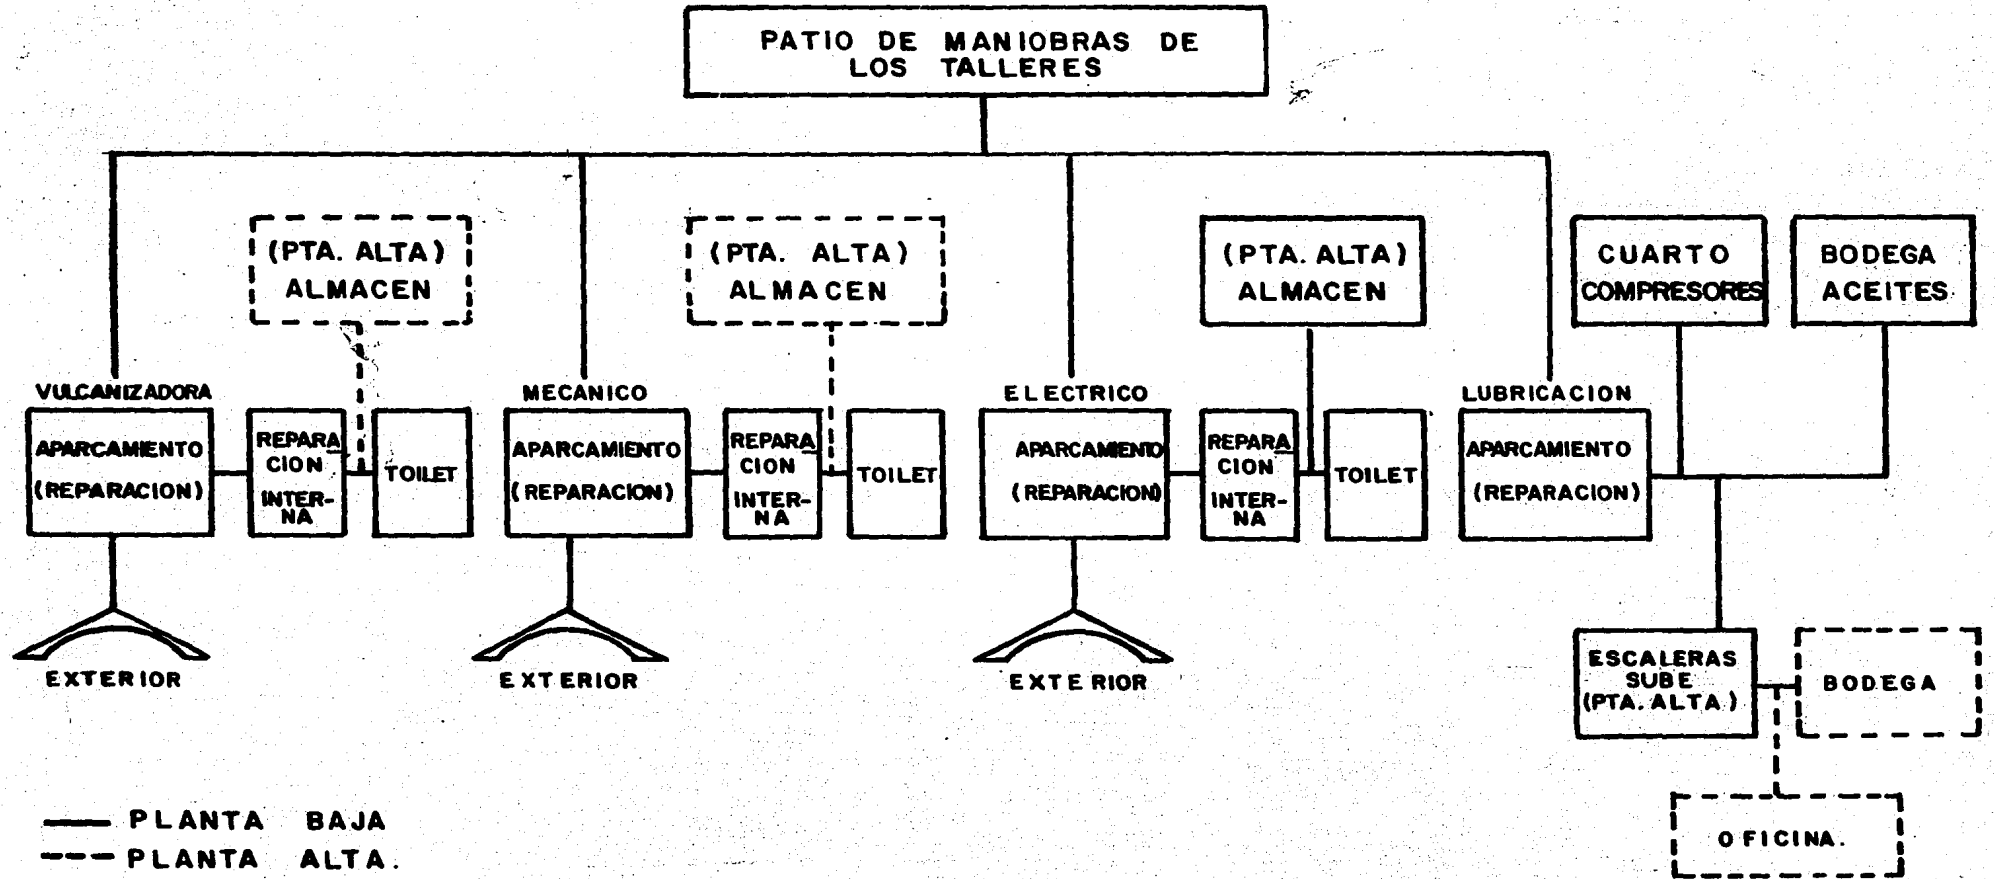 PATIO DE MANIOBRAS DE
LOS TALLERES
(PTA. ALTA)
ALMACEN
(PTA. ALTA)
ALMACEN
(PTA. ALTA)
ALMACEN
CUARTO
COMPRESORES
BODEGA
ACEITES
VULCANIZADORA
APARCAMIENTO
(REPARACION)
REPARA
CION
INTER-
NA
TOILET
EXTERIOR
MECANICO
APARCAMIENTO
(REPARACION)
REPARA
CION
INTER-
NA
TOILET
EXTERIOR
ELECTRICO
APARCAMIENTO
(REPARACION)
REPARA
CION
INTER-
NA
TOILET
EXTERIOR
LUBRICACION
APARCAMIENTO
(REPARACION)
ESCALERAS
SUBE
(PTA. ALTA)
BODEGA
OFICINA.
PLANTA BAJA
PLANTA ALTA.